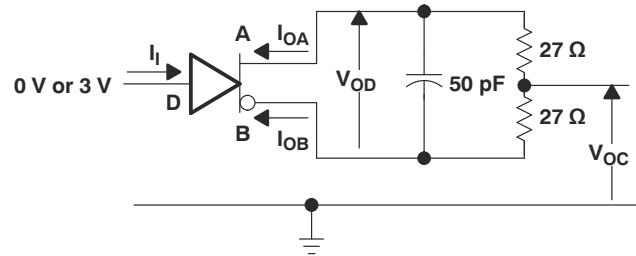 A
I_OA
I_I
27 Ω
0 V or 3 V
V_OD
50 pF
D
27 Ω
B
I_OB
V_OC